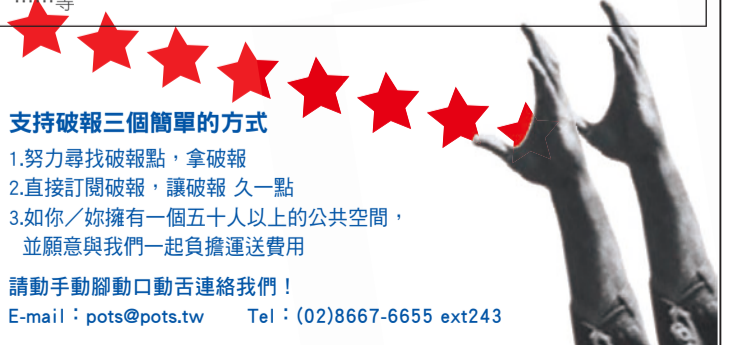 ……等
支持破報三個簡單的方式
1.努力尋找破報點，拿破報
2.直接訂閱破報，讓破報 久一點
3.如你／妳擁有一個五十人以上的公共空間，
並願意與我們一起負擔運送費用
請動手動腳動口動舌連絡我們！
E-mail：pots@pots.tw Tel：(02)8667-6655 ext243